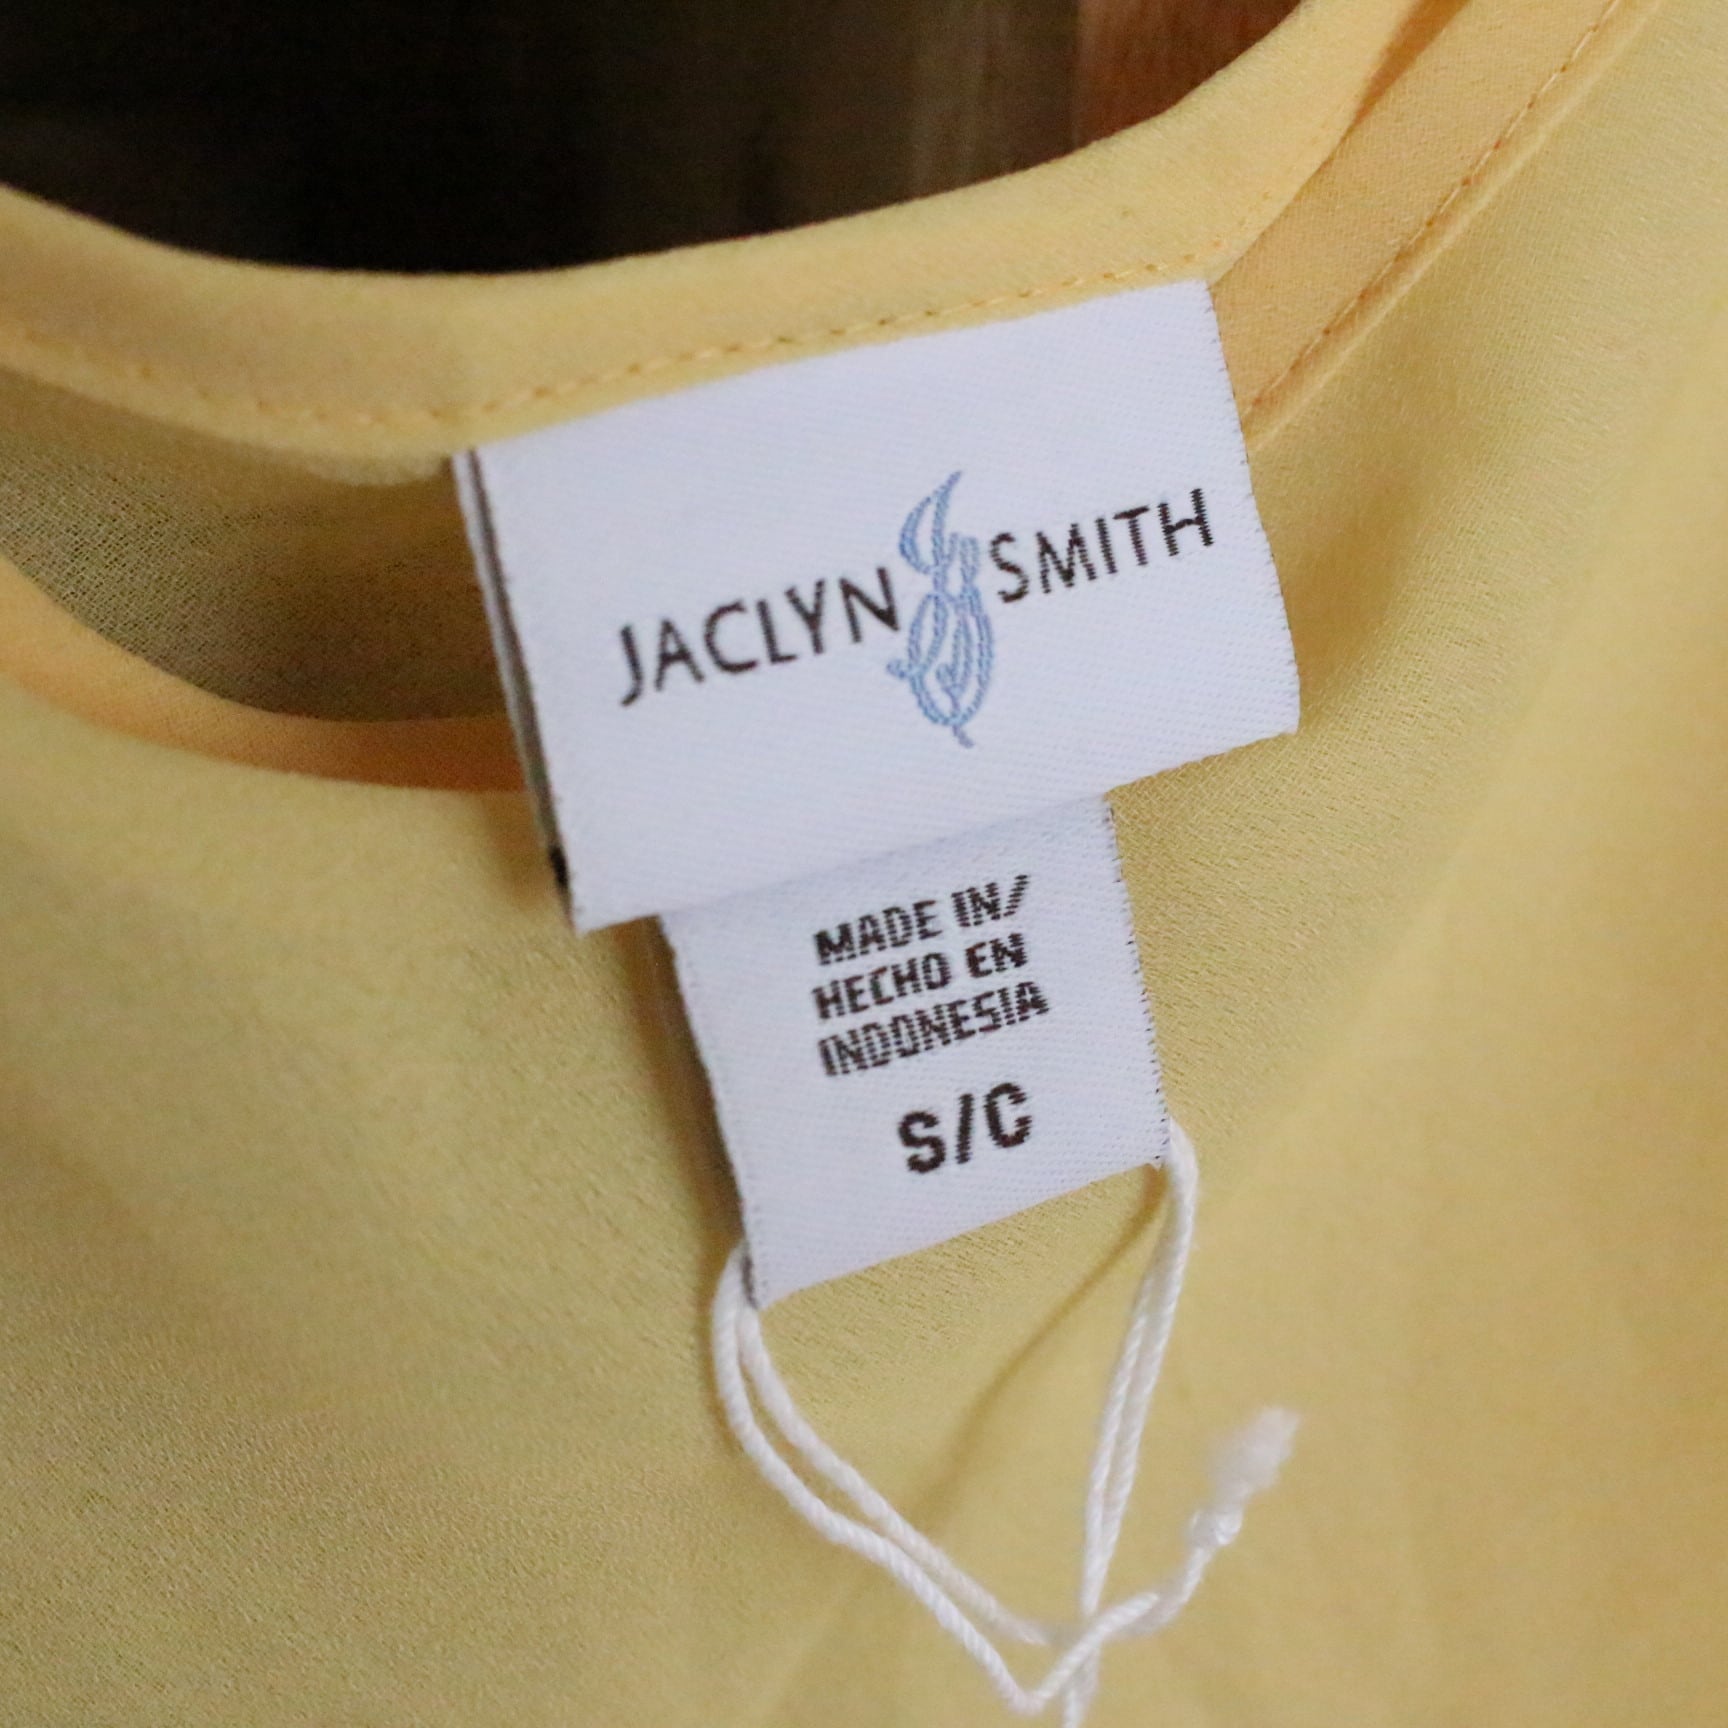 JACLYN SMITH
MADE IN/
HECHO EN
INDONESIA
S/C